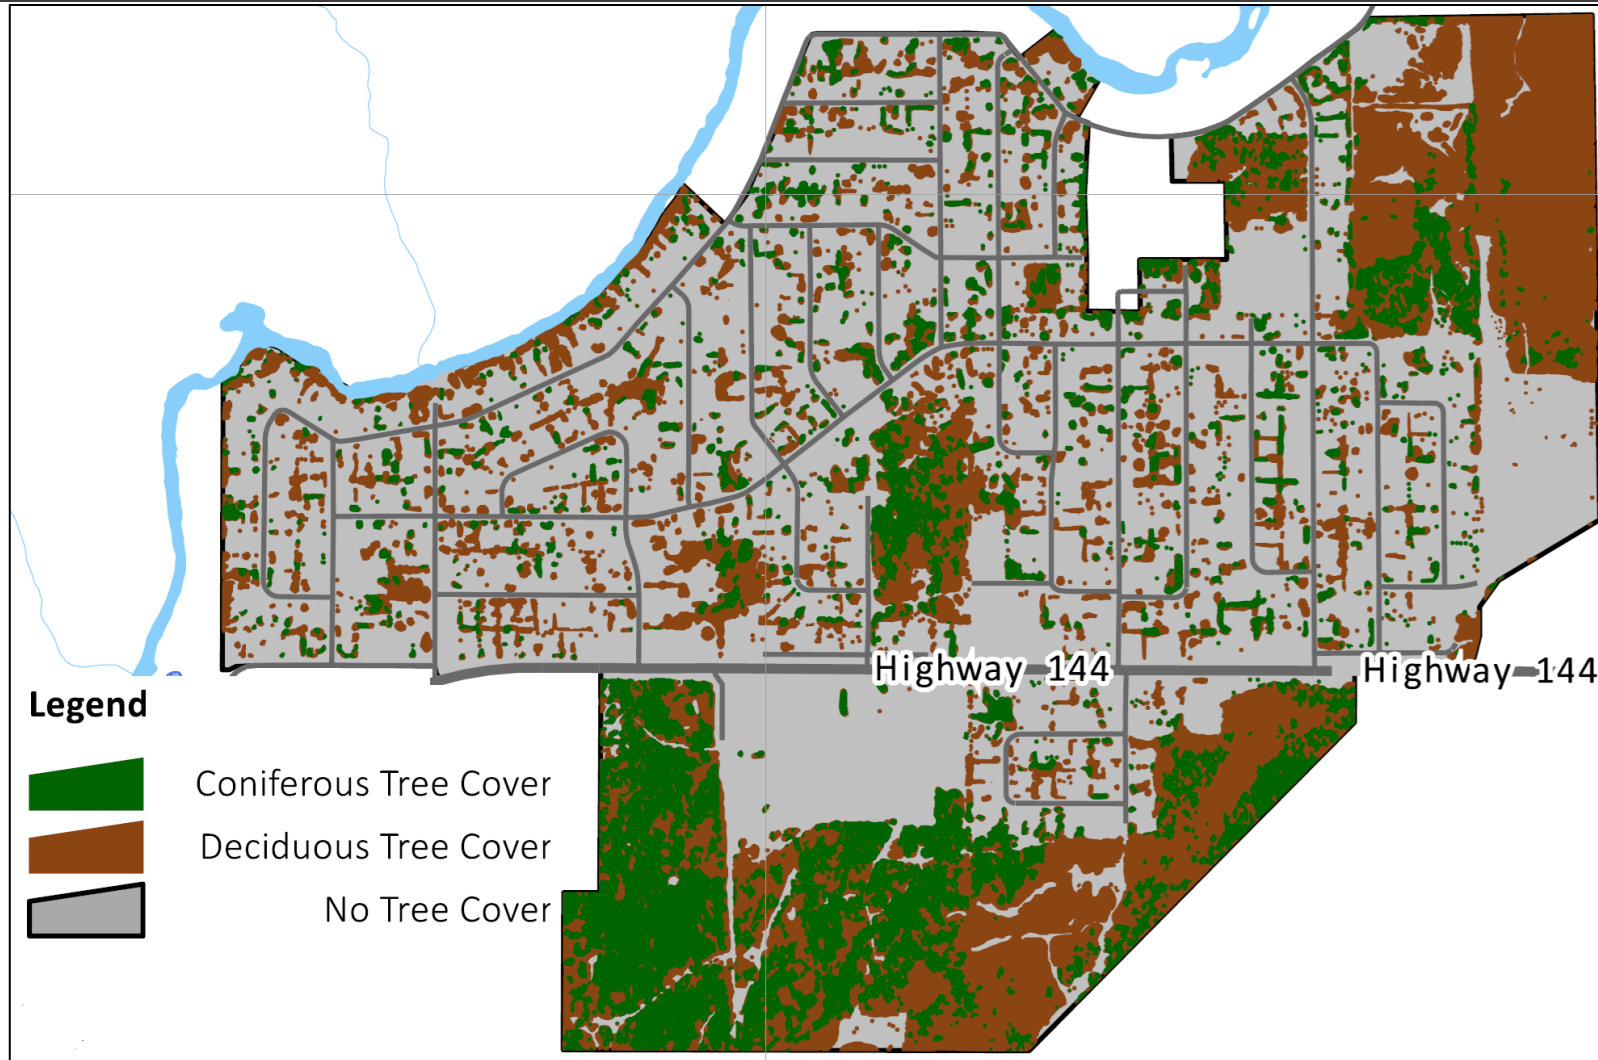 Highway 144
Highway 144
Legend
Coniferous Tree Cover
Deciduous Tree Cover
No Tree Cover